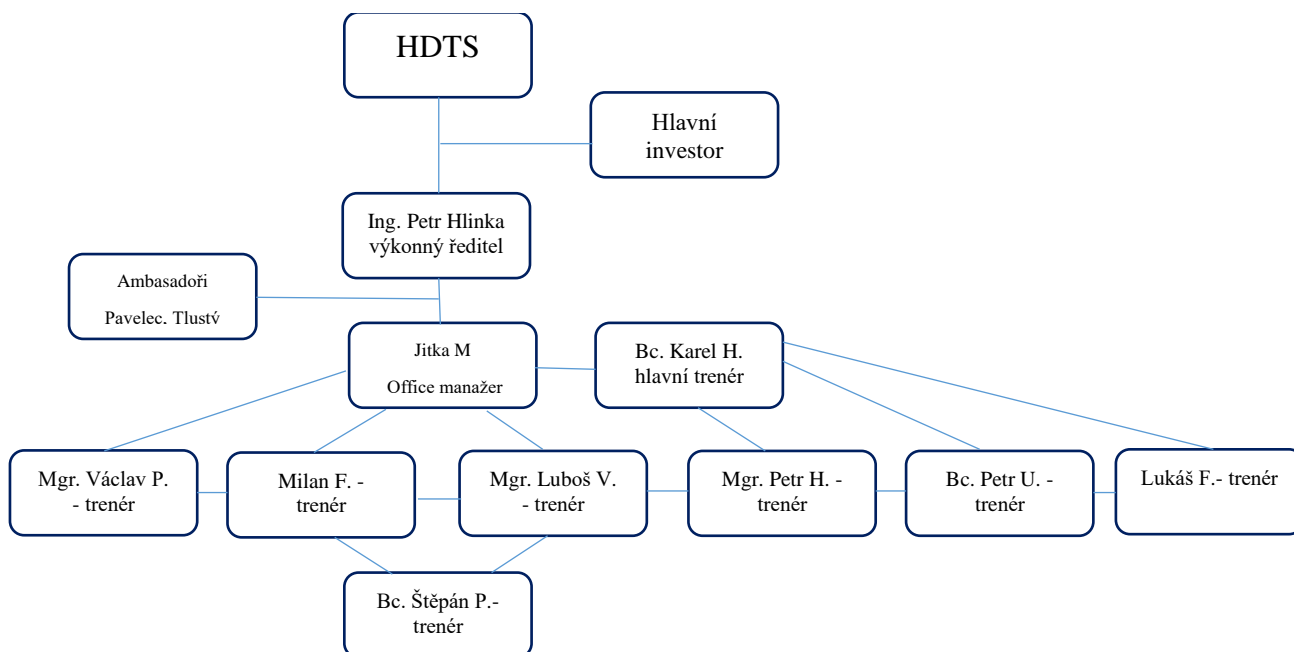 HDTS
Hlavní
investor
Ing. Petr Hlinka
výkonný ředitel
Ambasadoři
Pavelec. Tlustý
Jitka M
Office manažer
Bc. Karel H.
hlavní trenér
Mgr. Václav P.
- trenér
Milan F. -
trenér
Mgr. Luboš V.
- trenér
Mgr. Petr H. -
trenér
Bc. Petr U. -
trenér
Lukáš F.- trenér
Bc. Štěpán P.-
trenér